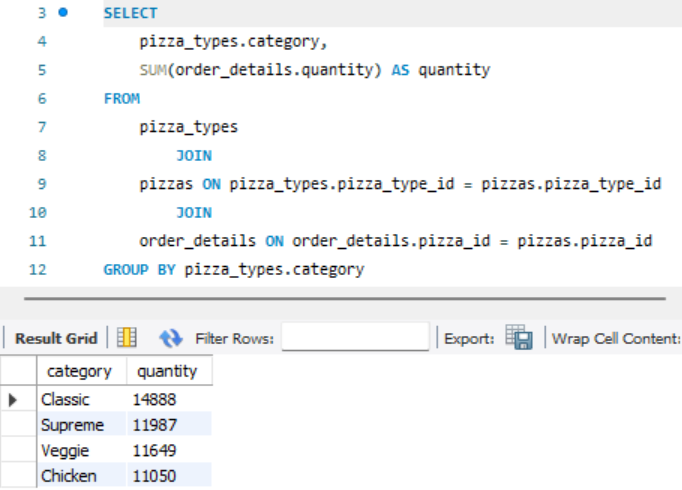 3 SELECT
4 pizza_types.category,
5 SUM(order_details.quantity) AS quantity
6 FROM
7 pizza_types
8 JOIN
9 pizzas ON pizza_types.pizza_type_id = pizzas.pizza_type_id
10 JOIN
11 order_details ON order_details.pizza_id = pizzas.pizza_id
12 GROUP BY pizza_types.category
Result Grid Filter Rows: Export: Wrap Cell Content:
category quantity
Classic 14888
Supreme 11987
Veggie 11649
Chicken 11050